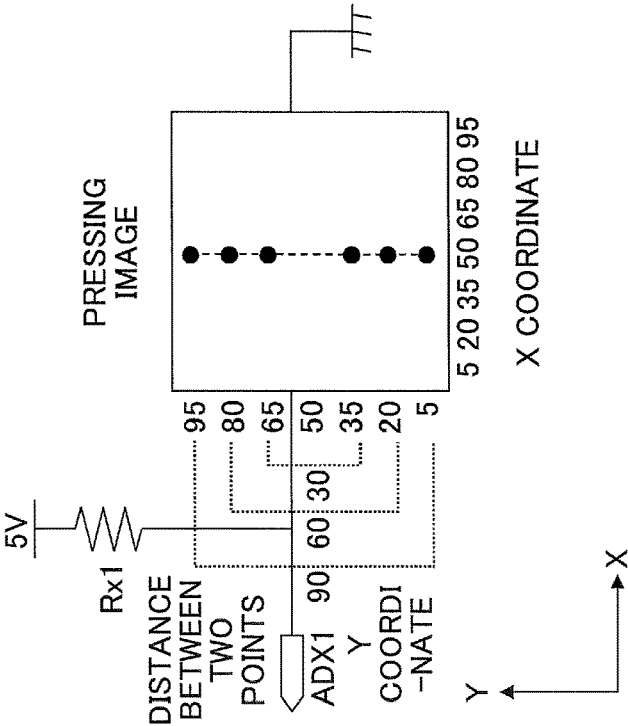 PRESSING
IMAGE
5V
Rx1
DISTANCE
BETWEEN
TWO
POINTS
95
80
65
50
35
20
5
30
60
90
ADX1
Y
COORDI
-NATE
5 20 35 50 65 80 95
X COORDINATE
Y
X